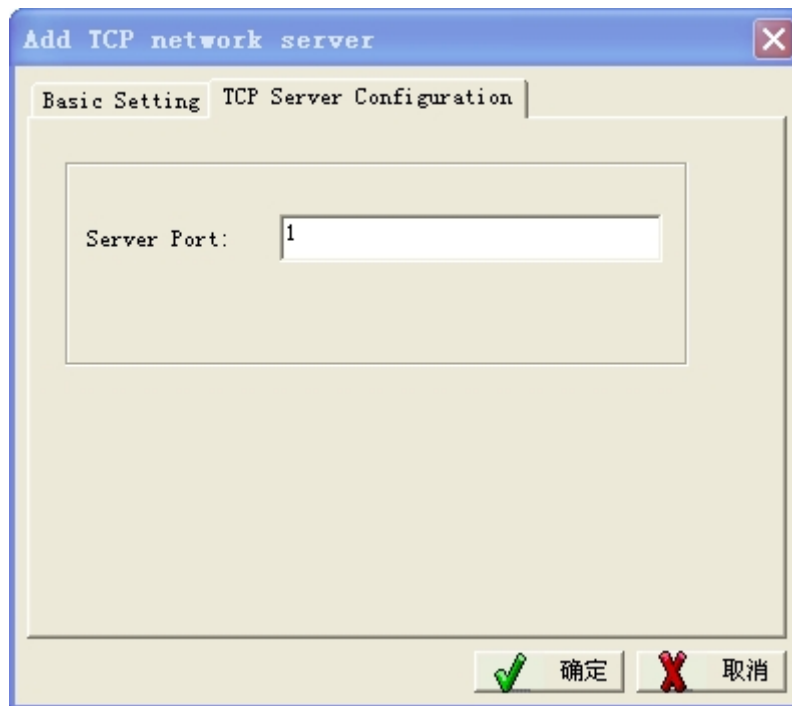 Add TCP network server
Basic Setting TCP Server Configuration
Server Port: 1
确定 取消